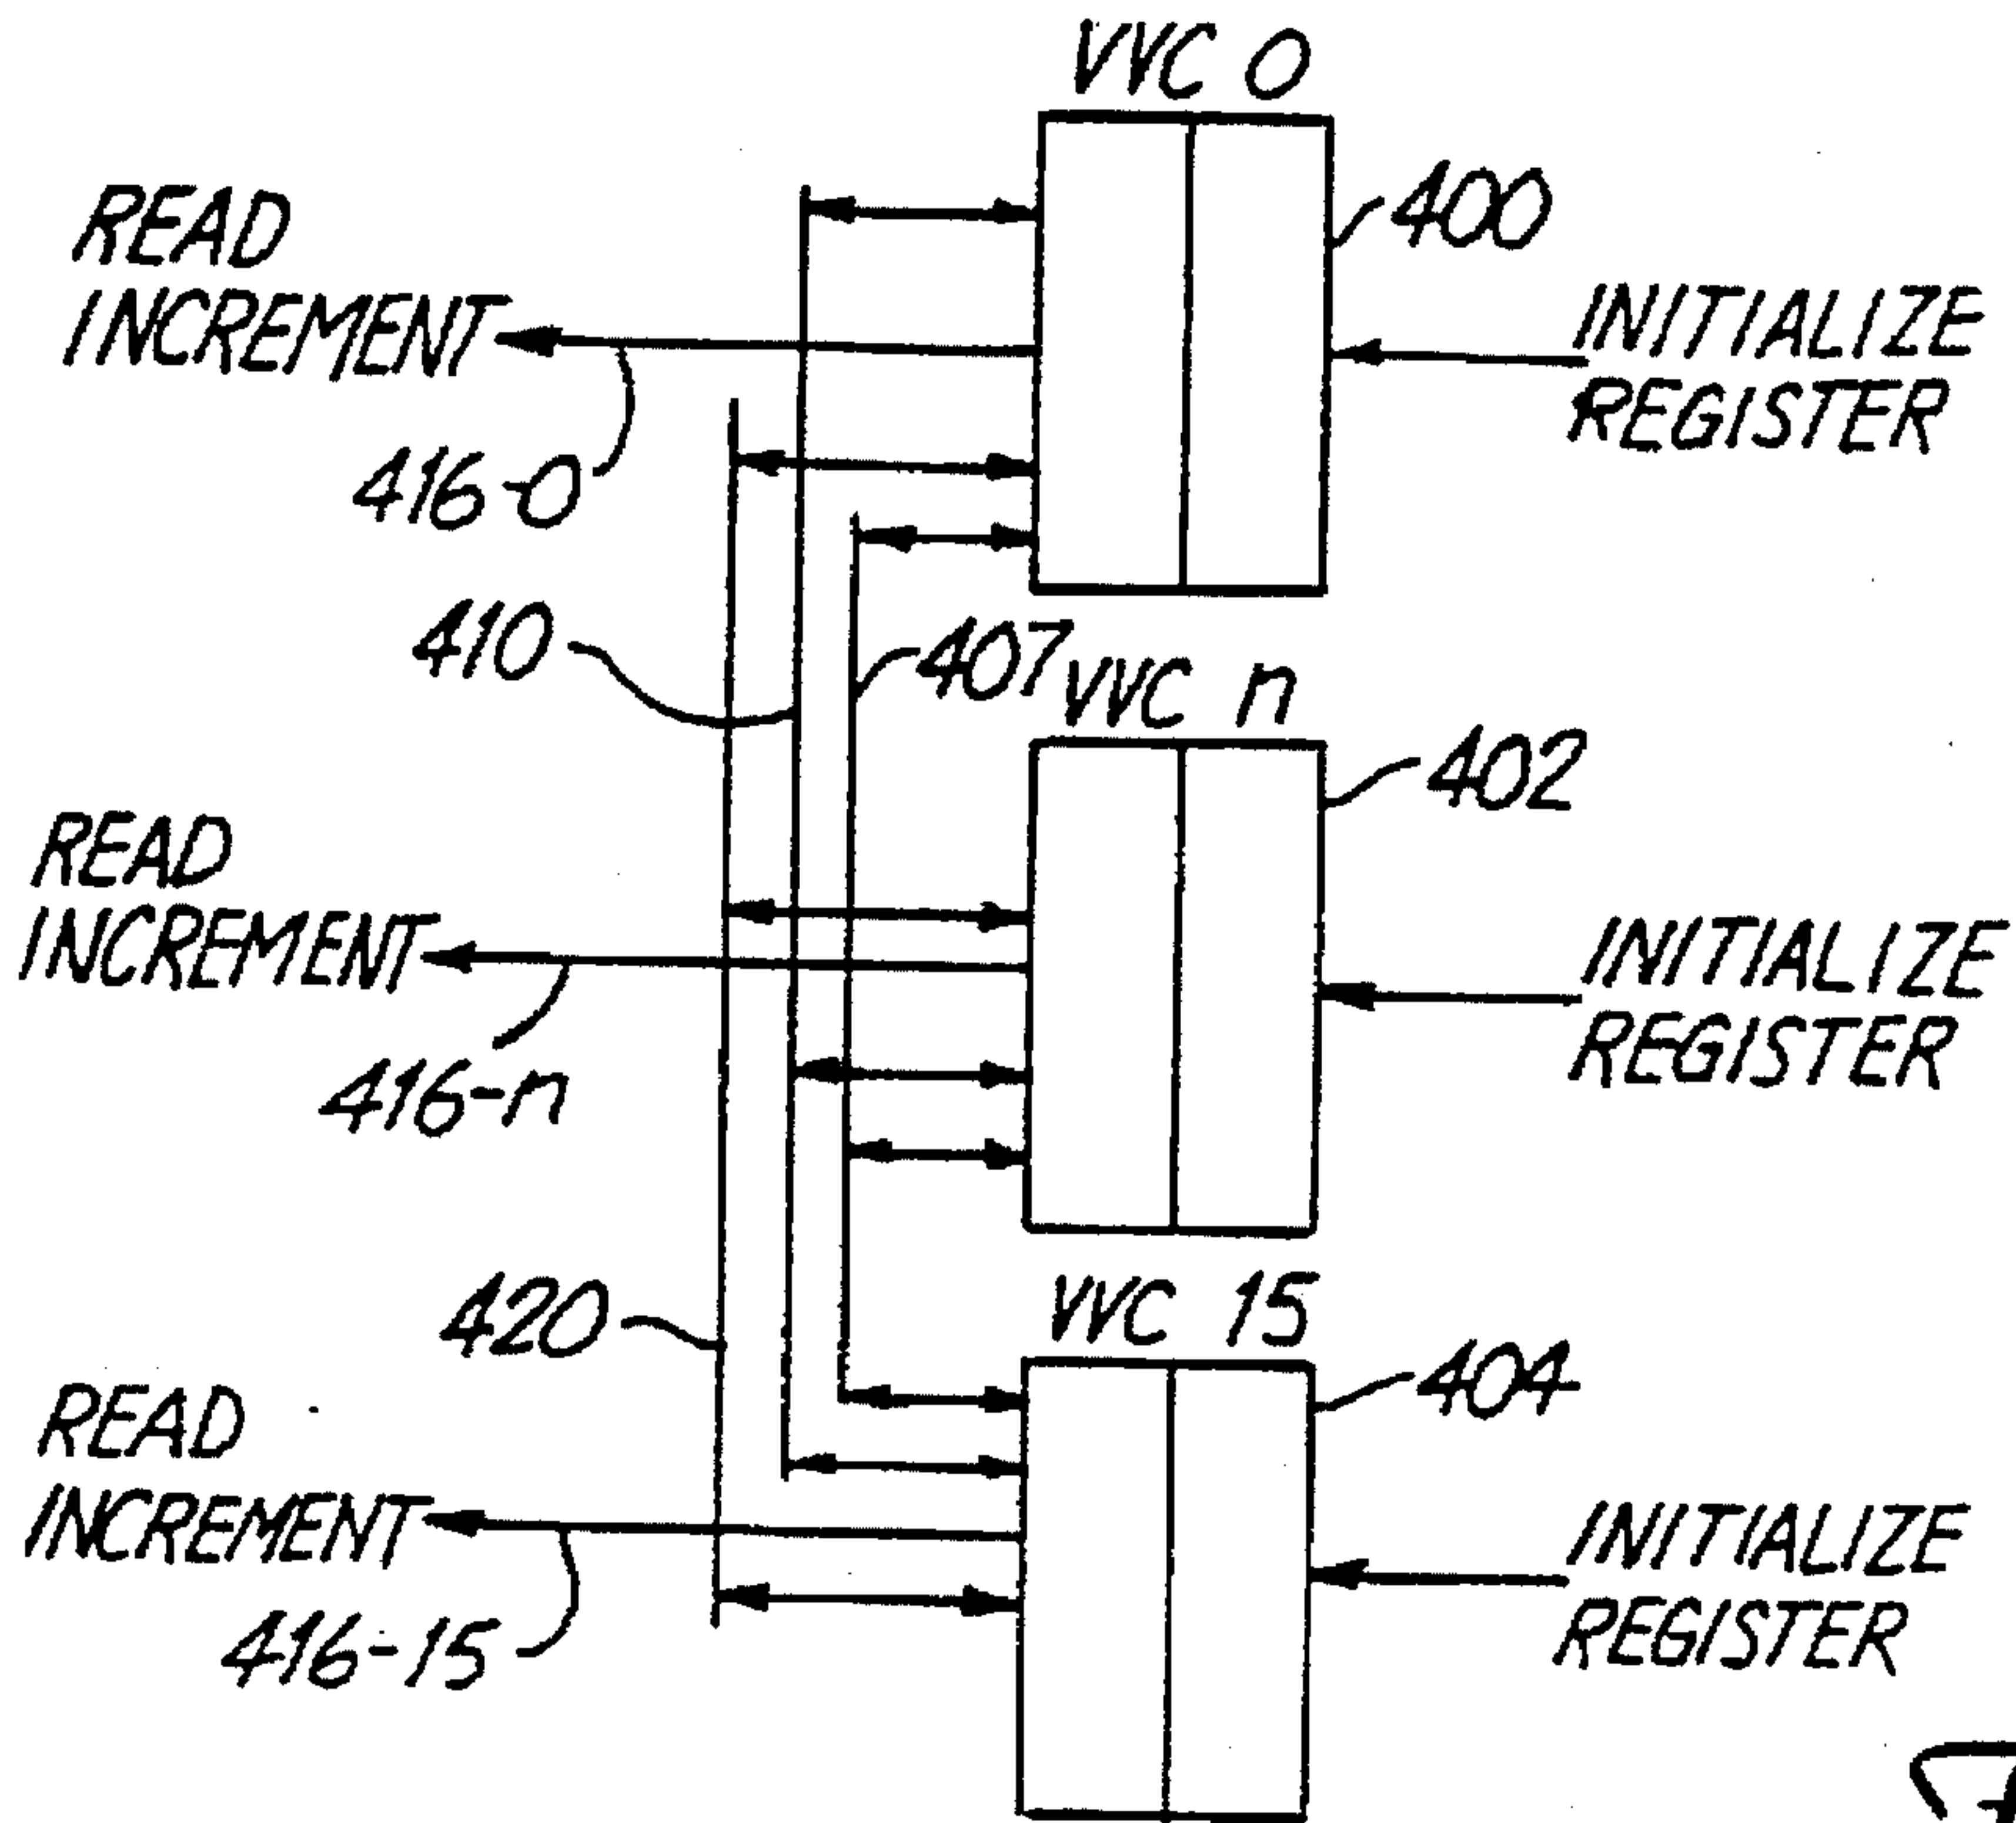 VVC 0
400
READ
INCREMENT
INITIALIZE
REGISTER
416-0
410
407
VVC n
402
READ
INCREMENT
INITIALIZE
REGISTER
416-n
420
VVC 15
404
READ
INCREMENT
INITIALIZE
REGISTER
416-15